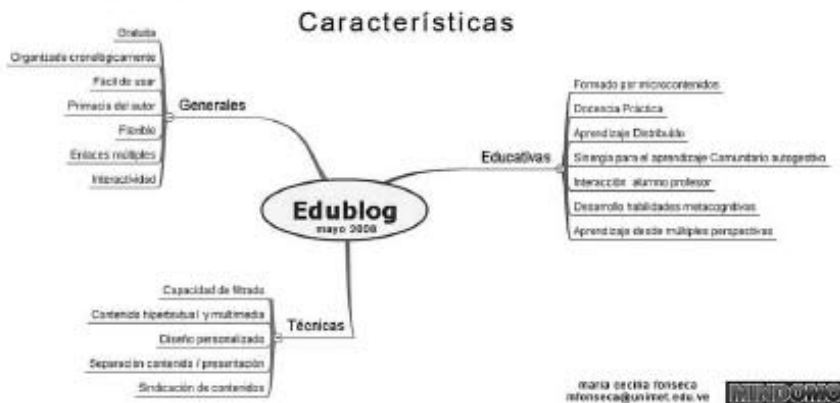 Características
Gratuita
Organizada cronológicamente
Fácil de usar
Primacía del autor
Flexible
Enlaces múltiples
Interactividad
Generales
Formado por microcontenidos
Docencia Práctica
Aprendizaje Distribuido
Sinergia para el aprendizaje Comunitario autogestivo
Interacción alumno profesor
Desarrollo habilidades metacognitivas
Aprendizaje desde múltiples perspectivas
Educativas
Edublog
mayo 2008
Capacidad de filtrado
Contenido hipertextual y multimedia
Diseño personalizado
Separación contenido / presentación
Sindicación de contenidos
Técnicas
maria cecilia fonseca
mfonseca@unimet.edu.ve
MINDOMO